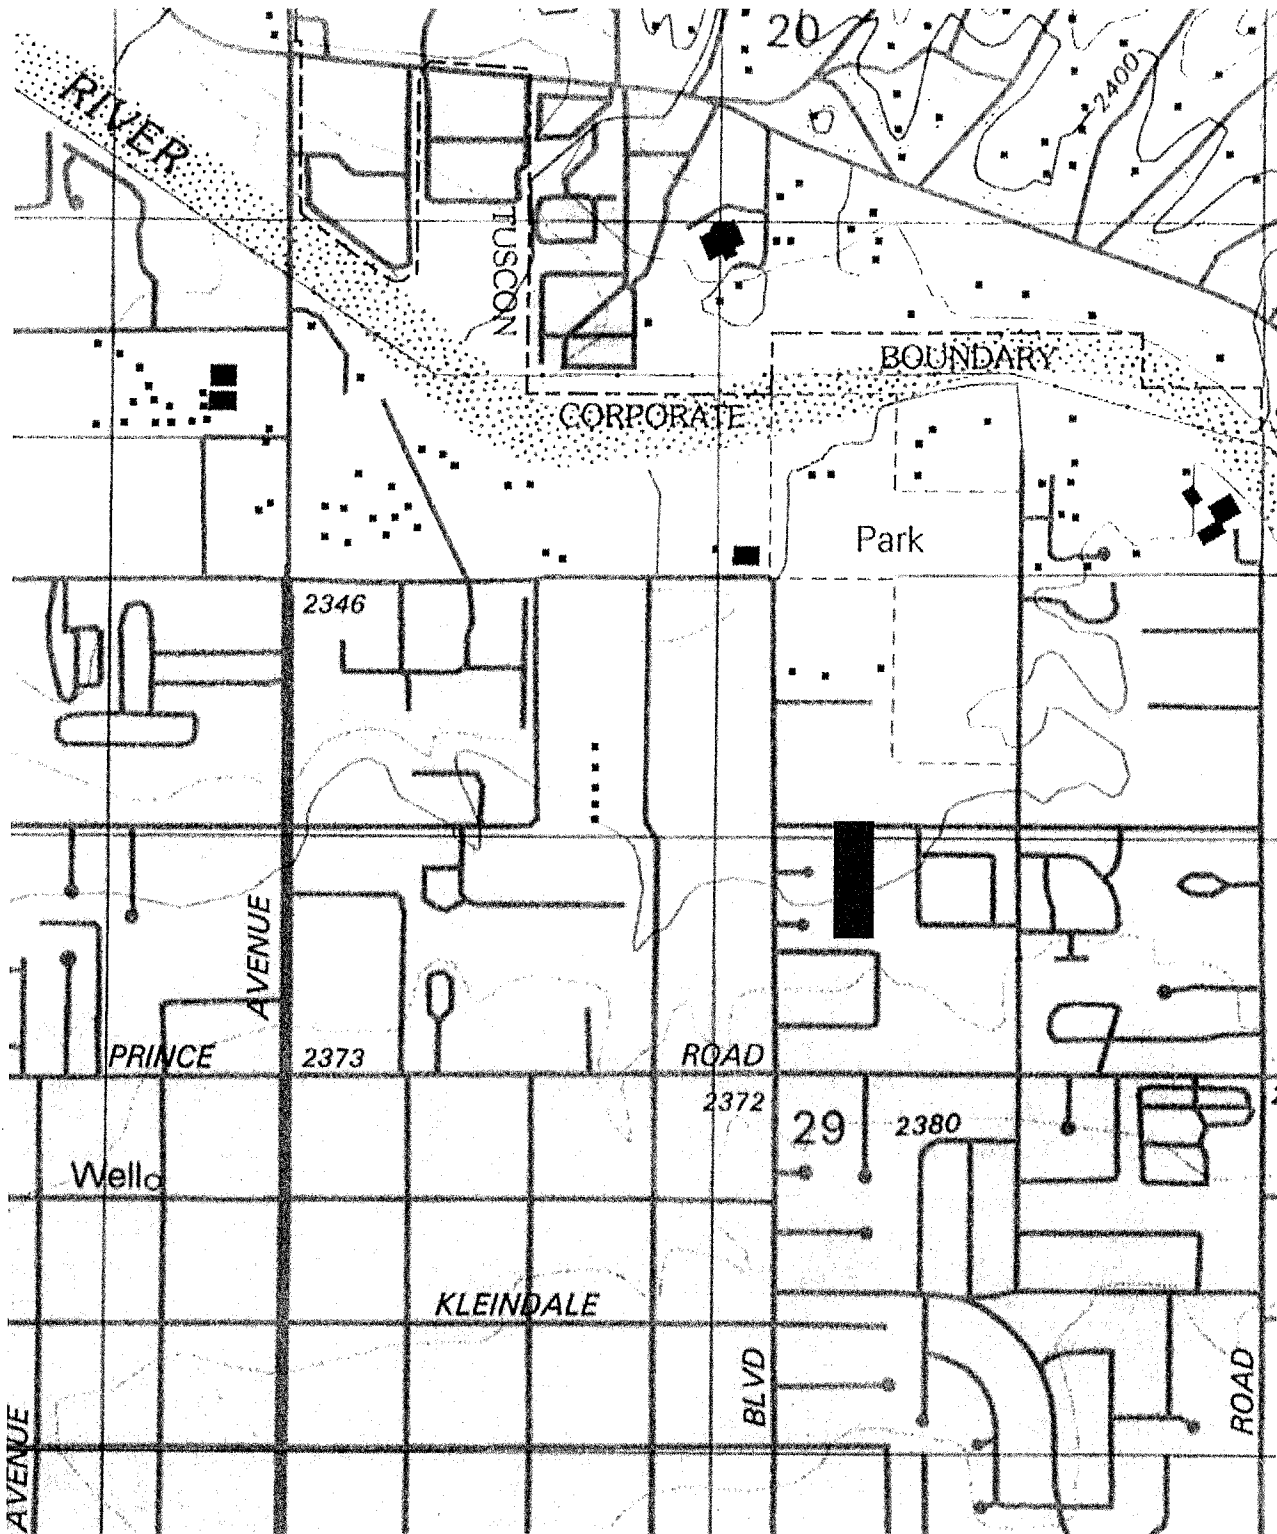 20
2400
RIVER
TUSCON
BOUNDARY
CORPORATE
Park
2346
AVENUE
PRINCE
2373
ROAD
2372
29
2380
Wello
KLEINDALE
BLVD
ROAD
AVENUE